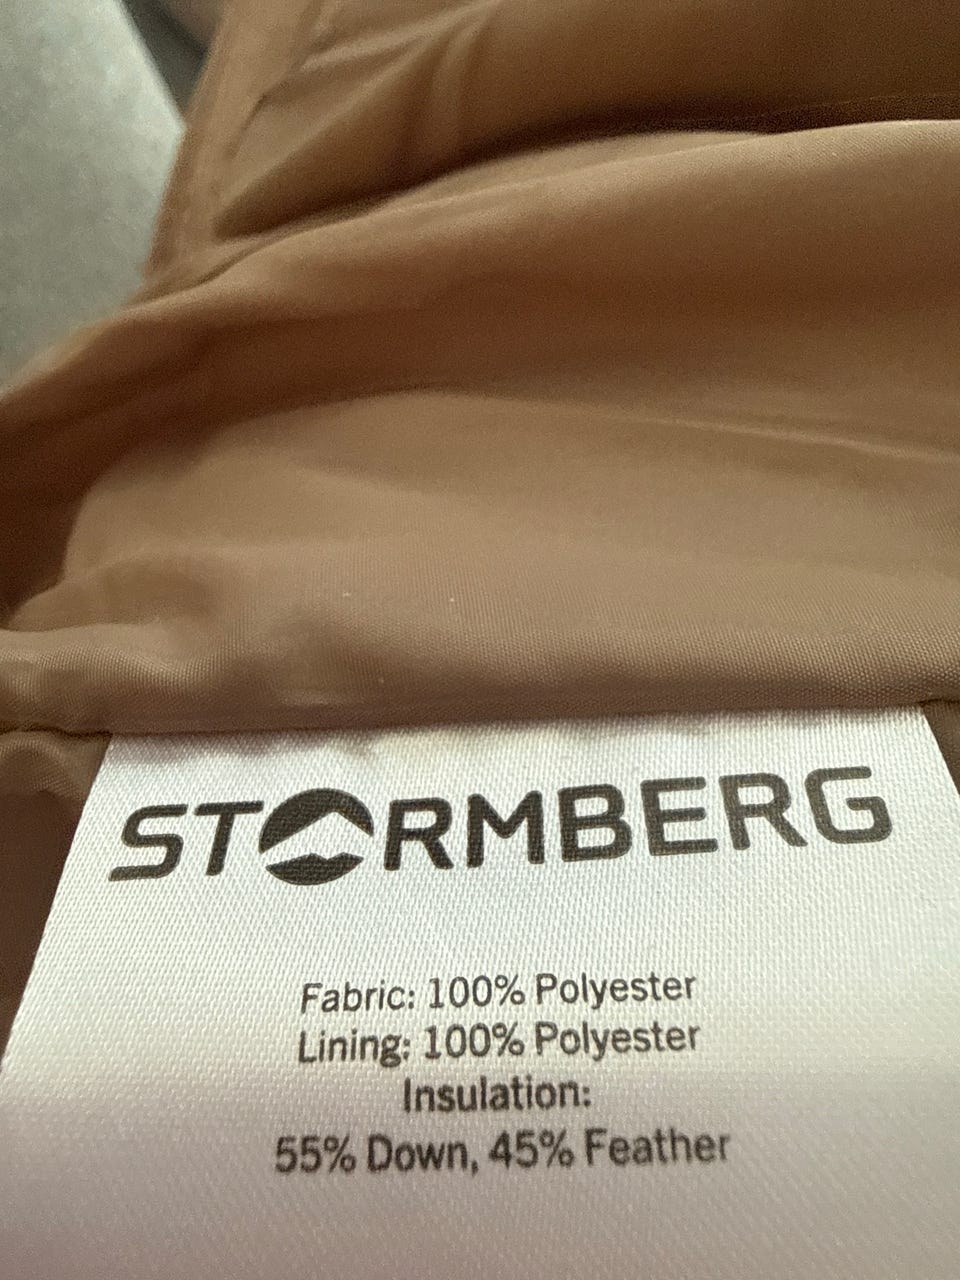 STORMBERG
Fabric: 100% Polyester
Lining: 100% Polyester
Insulation:
55% Down, 45% Feather